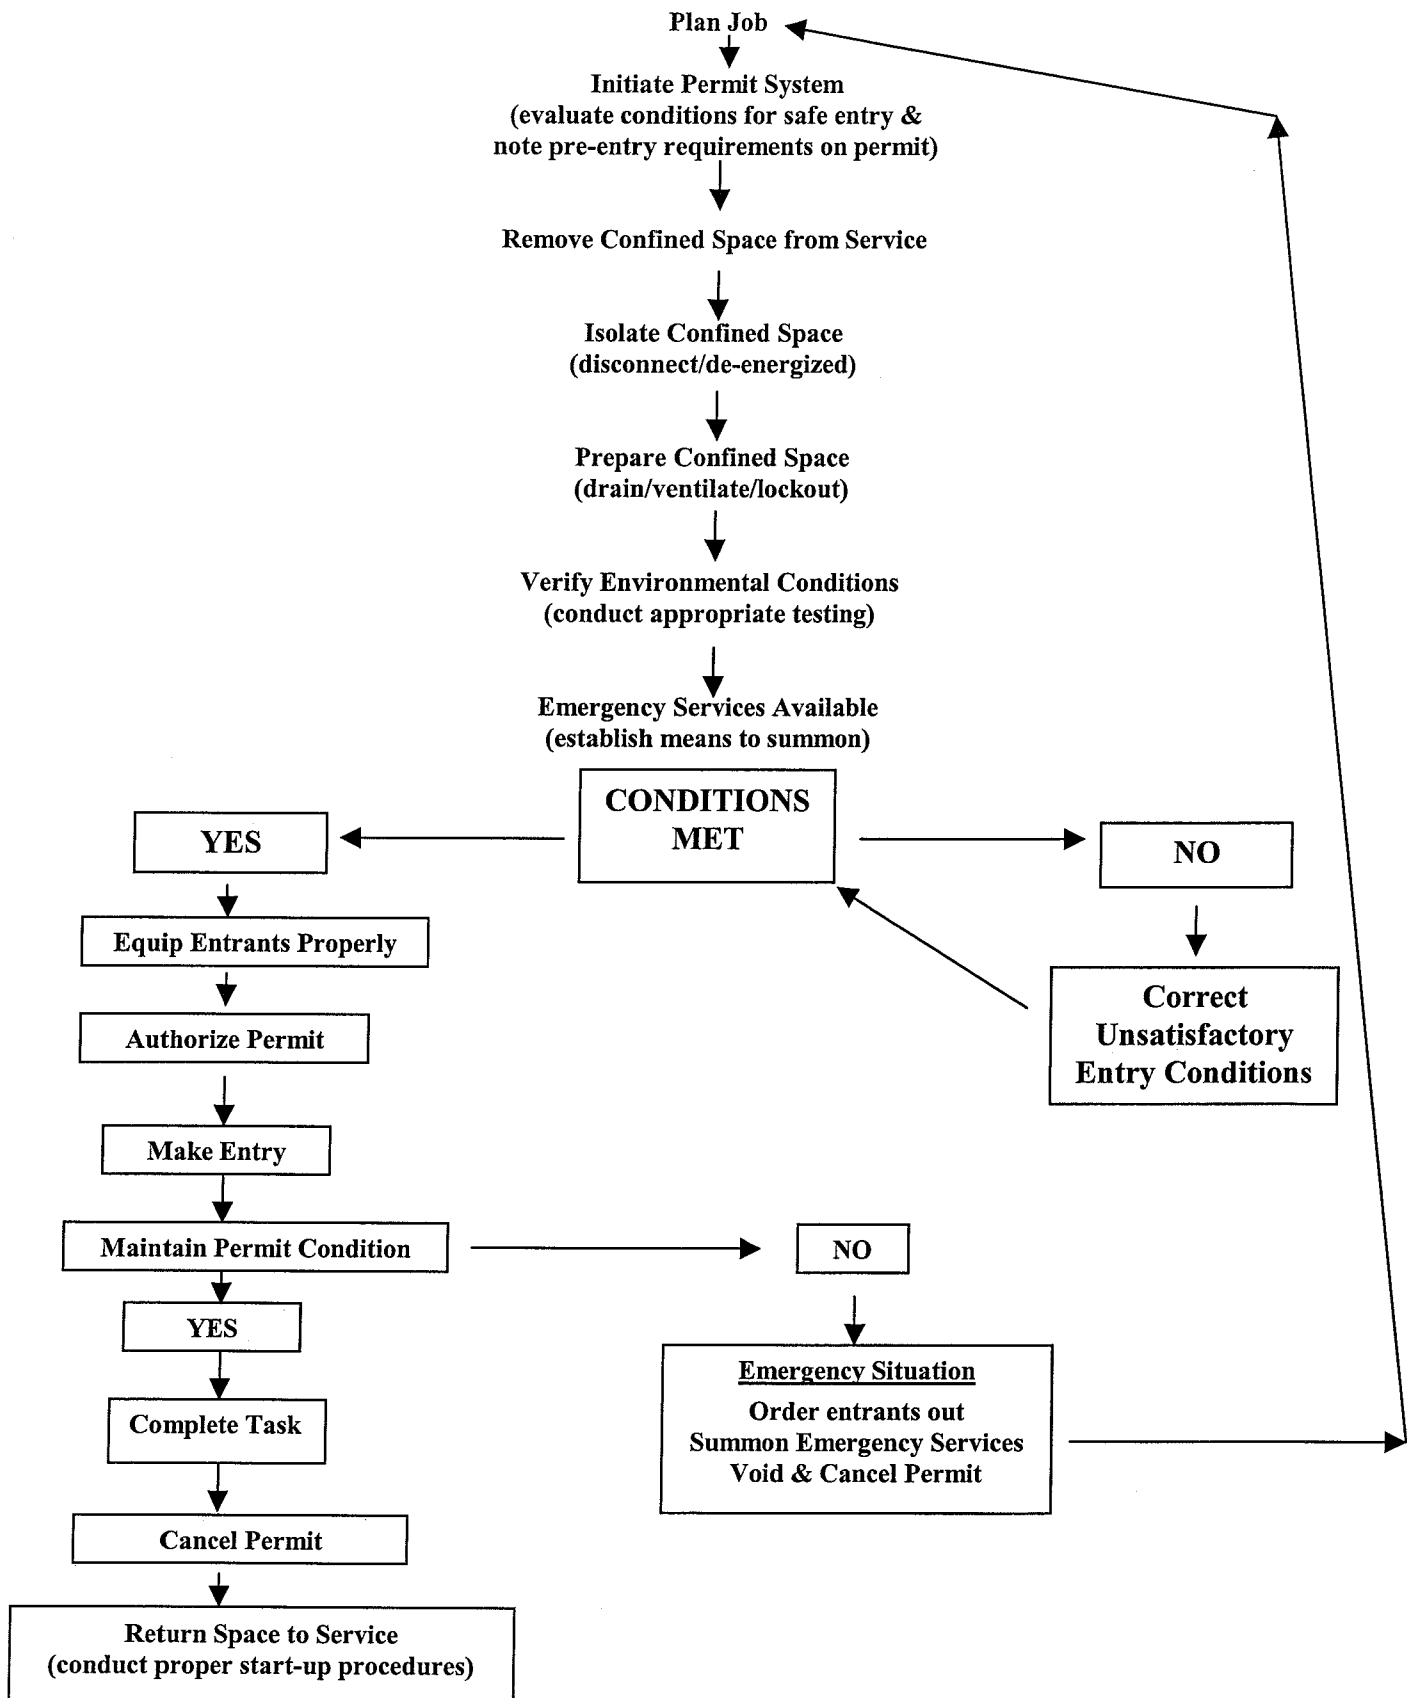 Plan Job
Initiate Permit System
(evaluate conditions for safe entry &
note pre-entry requirements on permit)
Remove Confined Space from Service
Isolate Confined Space
(disconnect/de-energized)
Prepare Confined Space
(drain/ventilate/lockout)
Verify Environmental Conditions
(conduct appropriate testing)
Emergency Services Available
(establish means to summon)
CONDITIONS
MET
YES
NO
Equip Entrants Properly
Authorize Permit
Correct
Unsatisfactory
Entry Conditions
Make Entry
Maintain Permit Condition
NO
YES
Emergency Situation
Order entrants out
Summon Emergency Services
Void & Cancel Permit
Complete Task
Cancel Permit
Return Space to Service
(conduct proper start-up procedures)